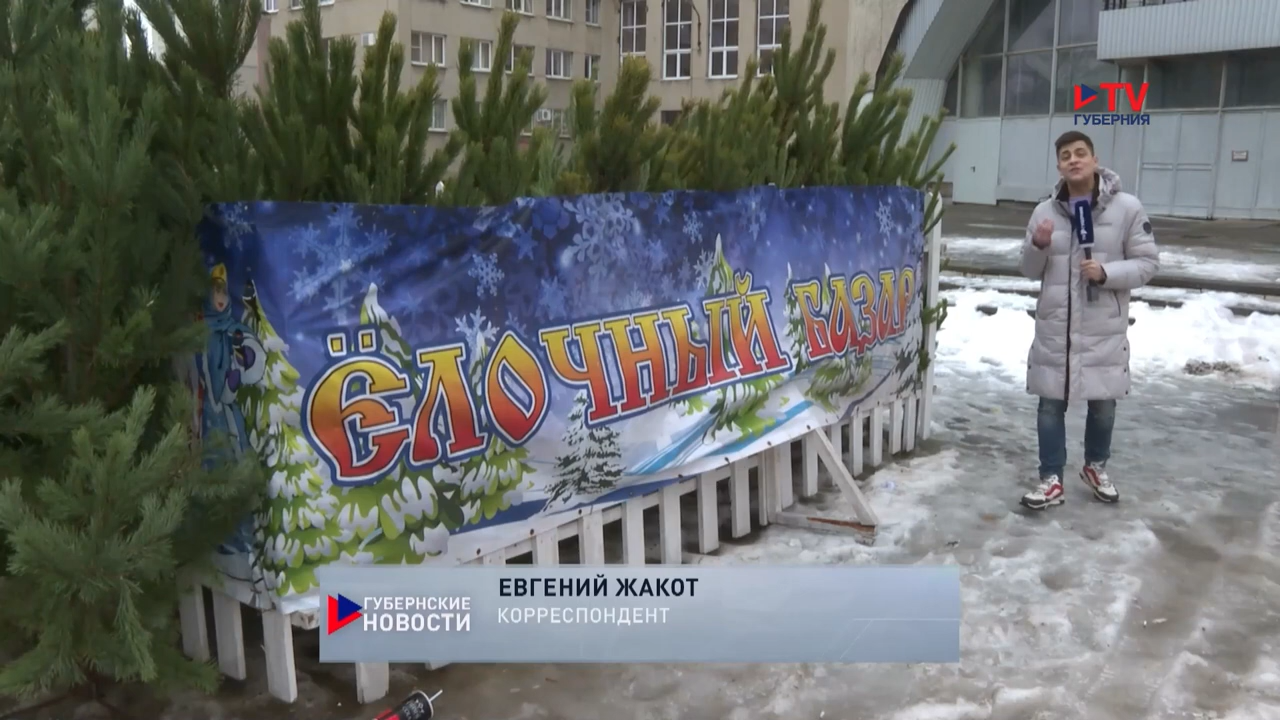 TV
ГУБЕРНИЯ
ЁЛОЧНЫЙ БАЗАР
ГУБЕРНСКИЕ
НОВОСТИ
ЕВГЕНИЙ ЖАКОТ
КОРРЕСПОНДЕНТ